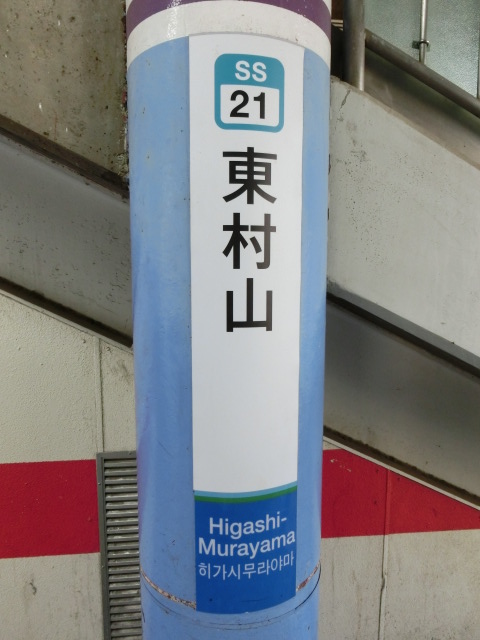 SS
21
東村山
Higashi-
Murayama
히가시무라야마